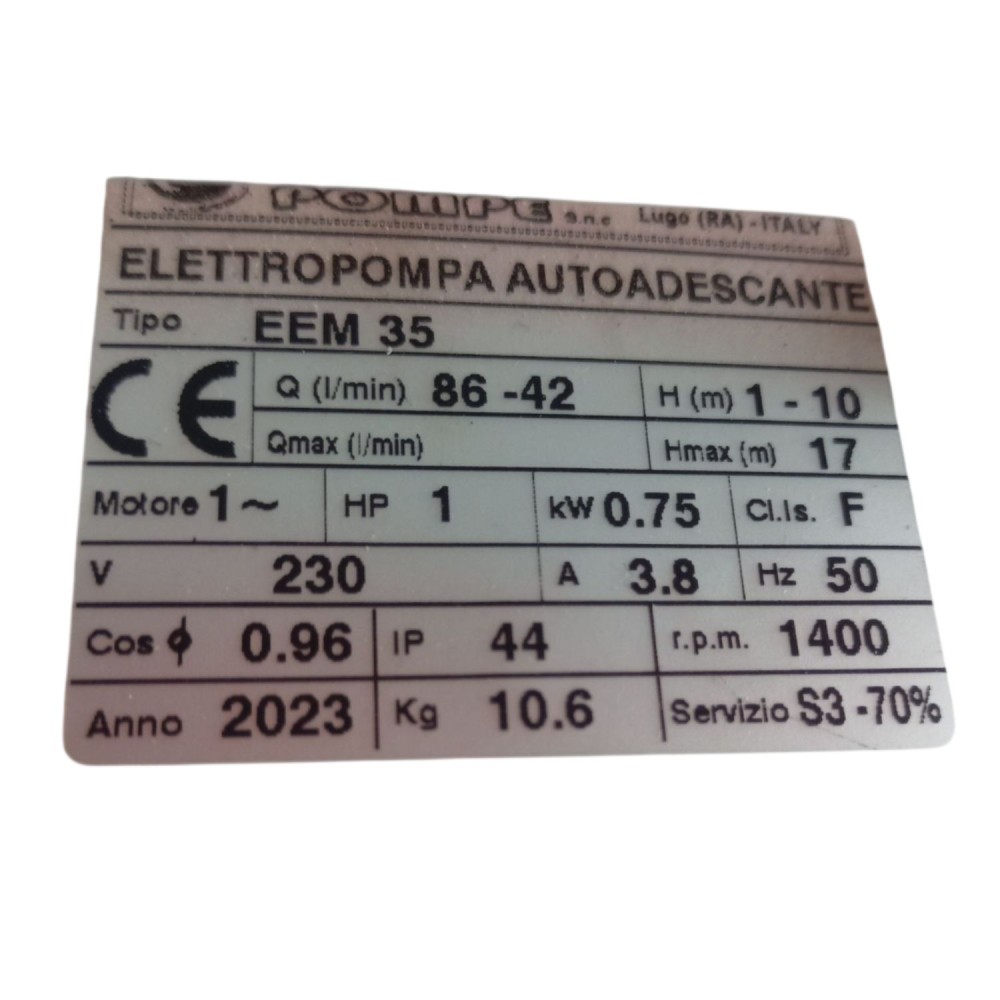 POMPE s.n.c Lugo (RA) - ITALY
ELETTROPOMPA AUTOADESCANTE
Tipo EEM 35
CE Q (l/min) 86 -42 H (m) 1 - 10
Qmax (l/min) Hmax (m) 17
Motore 1~ HP 1 kW 0.75 Cl.Is. F
V 230 A 3.8 Hz 50
Cos ϕ 0.96 IP 44 r.p.m. 1400
Anno 2023 Kg 10.6 Servizio S3 -70%